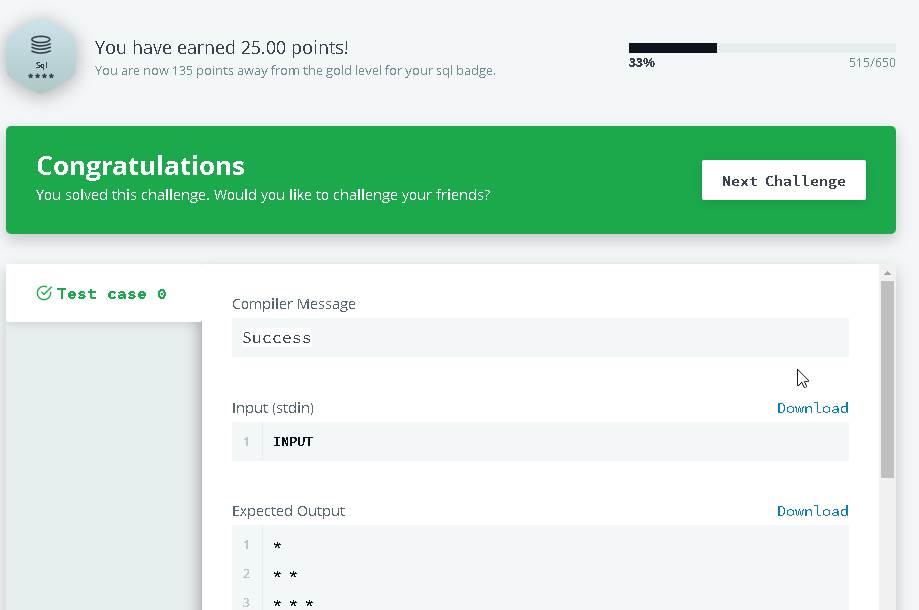 You have earned 25.00 points!
Sql
★★★★
You are now 135 points away from the gold level for your sql badge.
33%
515/650
Congratulations
You solved this challenge. Would you like to challenge your friends?
Next Challenge
Test case 0
Compiler Message
Success
Input (stdin)
Download
1 INPUT
Expected Output
Download
1 *
2 * *
3 * * *